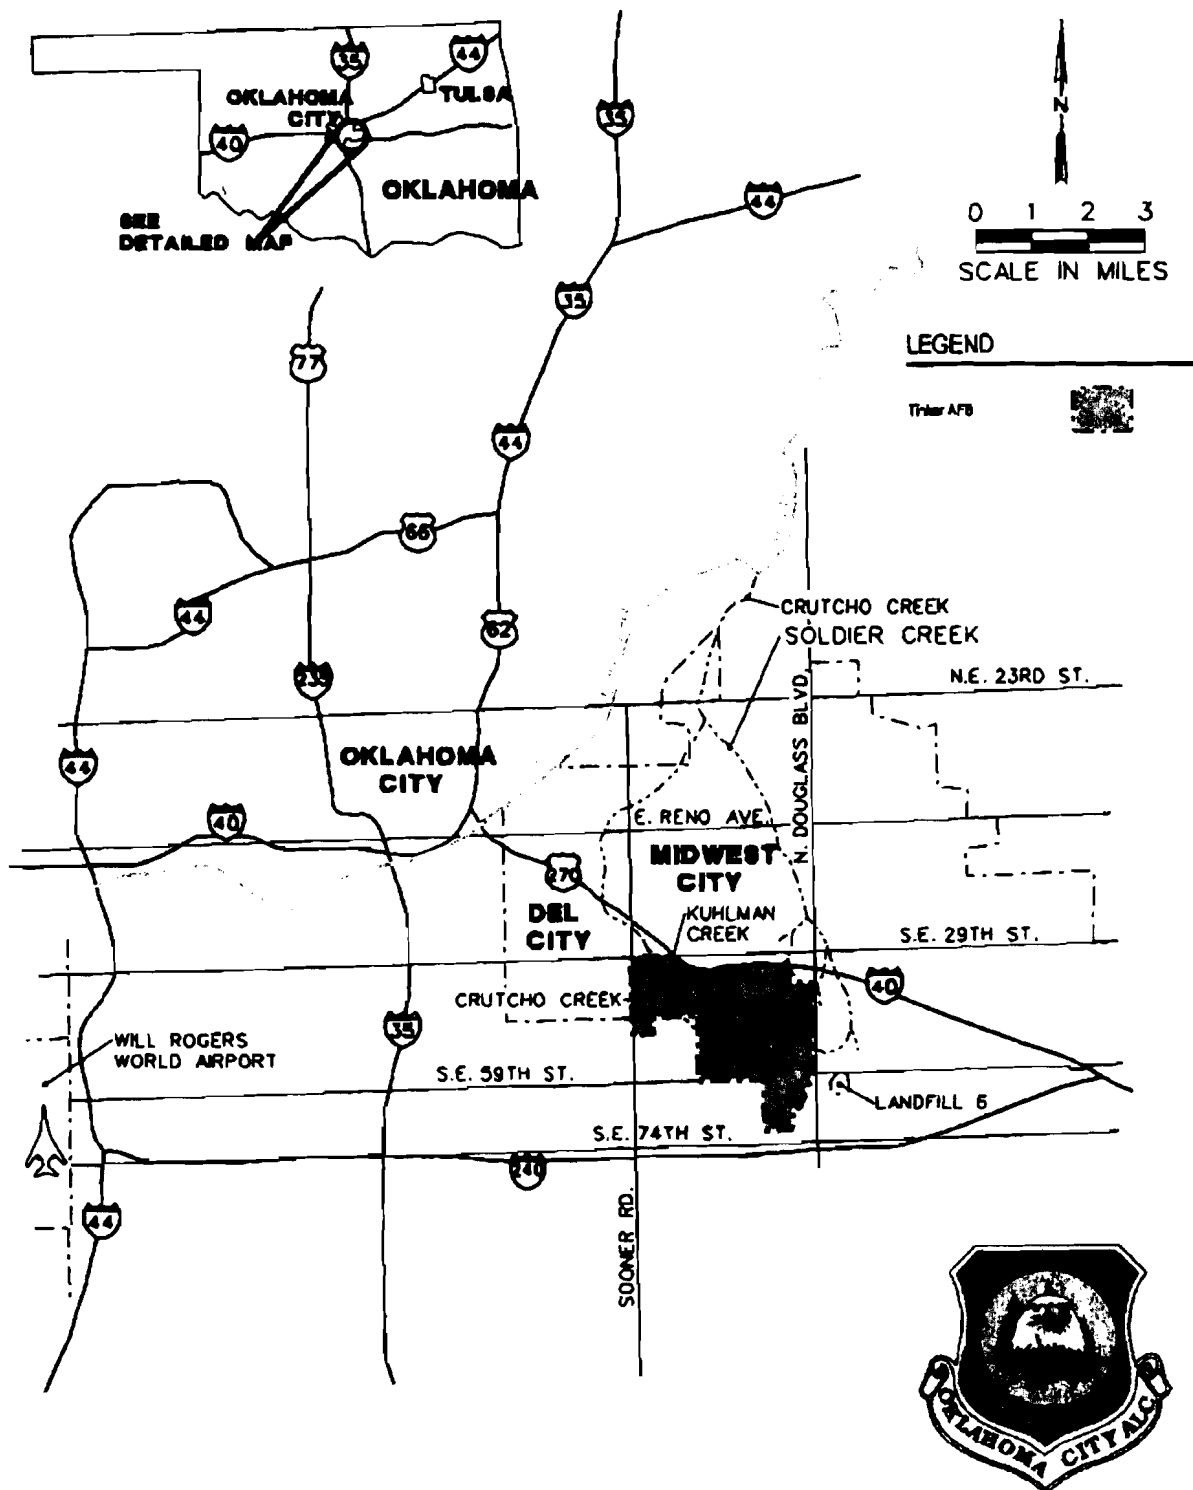 35
44
OKLAHOMA
CITY
TULSA
40
OKLAHOMA
SEE
DETAILED MAP
35
44
N
0 1 2 3
SCALE IN MILES
35
LEGEND
77
Tinker AFB
44
66
44
62
CRUTCHO CREEK
SOLDIER CREEK
N.E. 23RD ST.
235
N. DOUGLASS BLVD.
OKLAHOMA
CITY
44
40
E. RENO AVE.
MIDWEST
CITY
270
DEL
CITY
KUHLMAN
CREEK
S.E. 29TH ST.
40
CRUTCHO CREEK
35
WILL ROGERS
WORLD AIRPORT
S.E. 59TH ST.
LANDFILL 6
S.E. 74TH ST.
240
44
SOONER RD.
OKLAHOMA CITY ALC